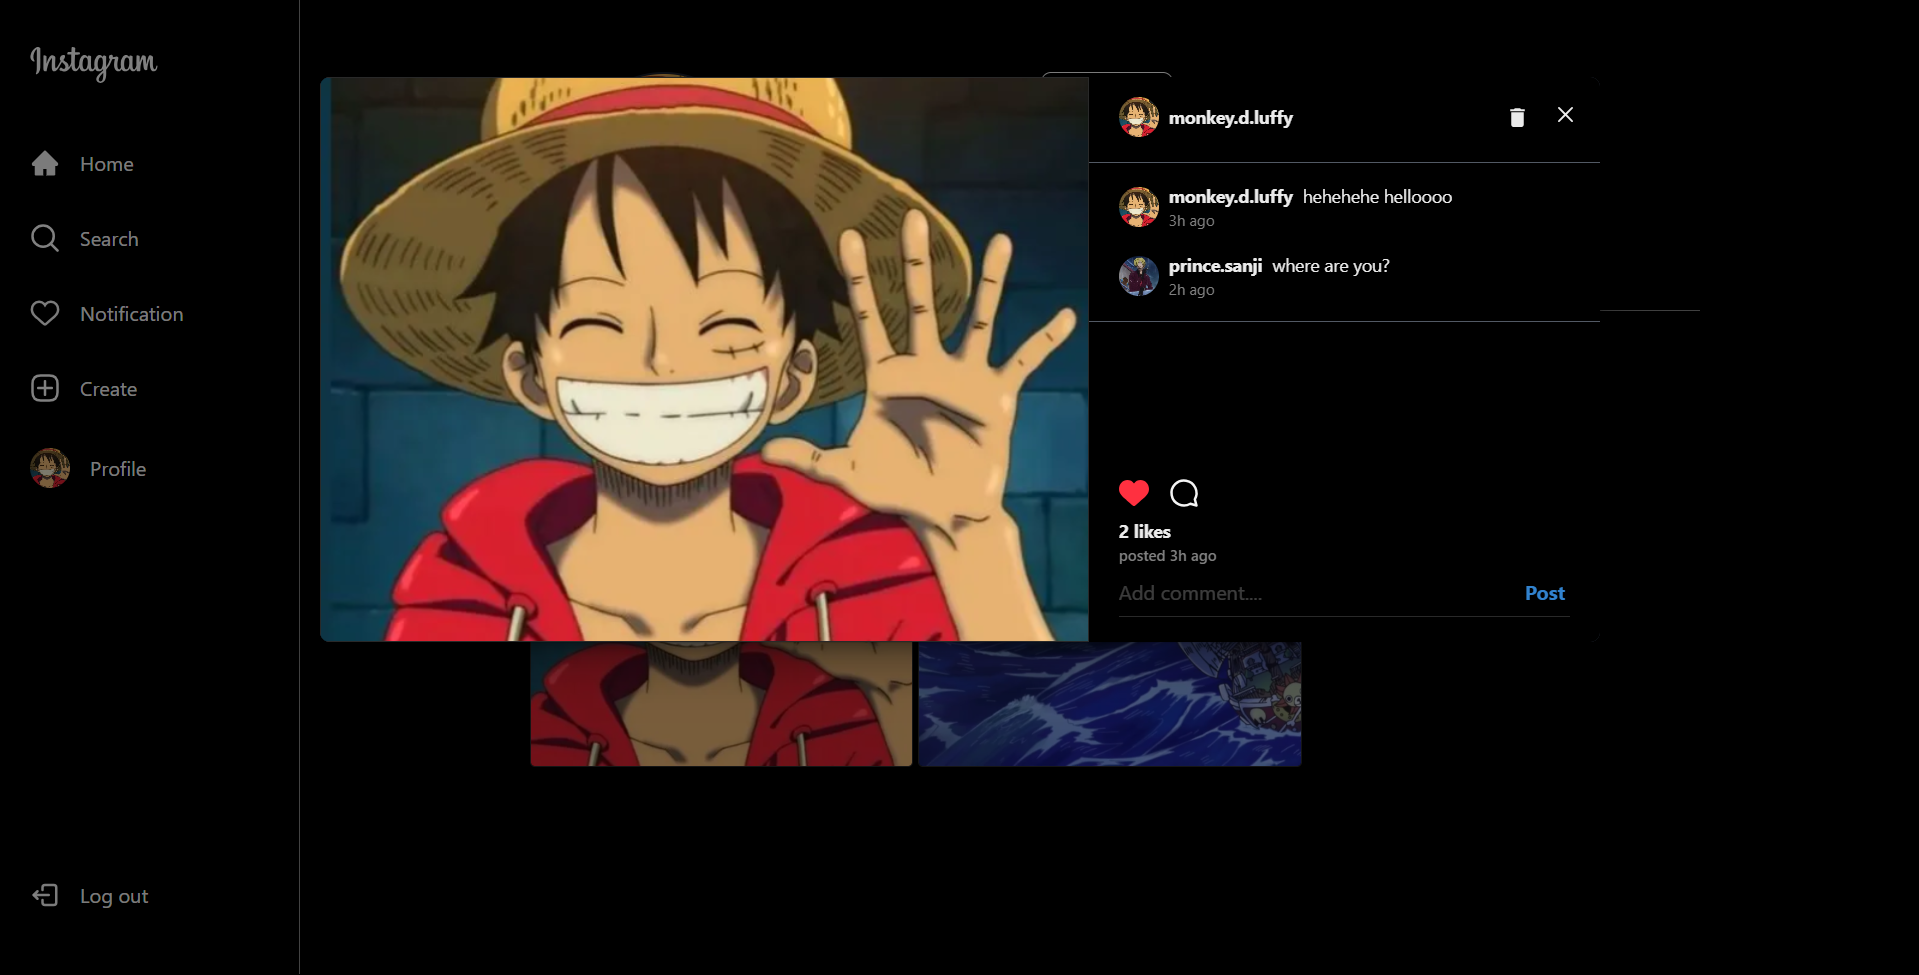 Instagram
Home
Search
Notification
Create
Profile
Log out
monkey.d.luffy
monkey.d.luffy hehehehe helloooo
3h ago
prince.sanji where are you?
2h ago
2 likes
posted 3h ago
Add comment....
Post